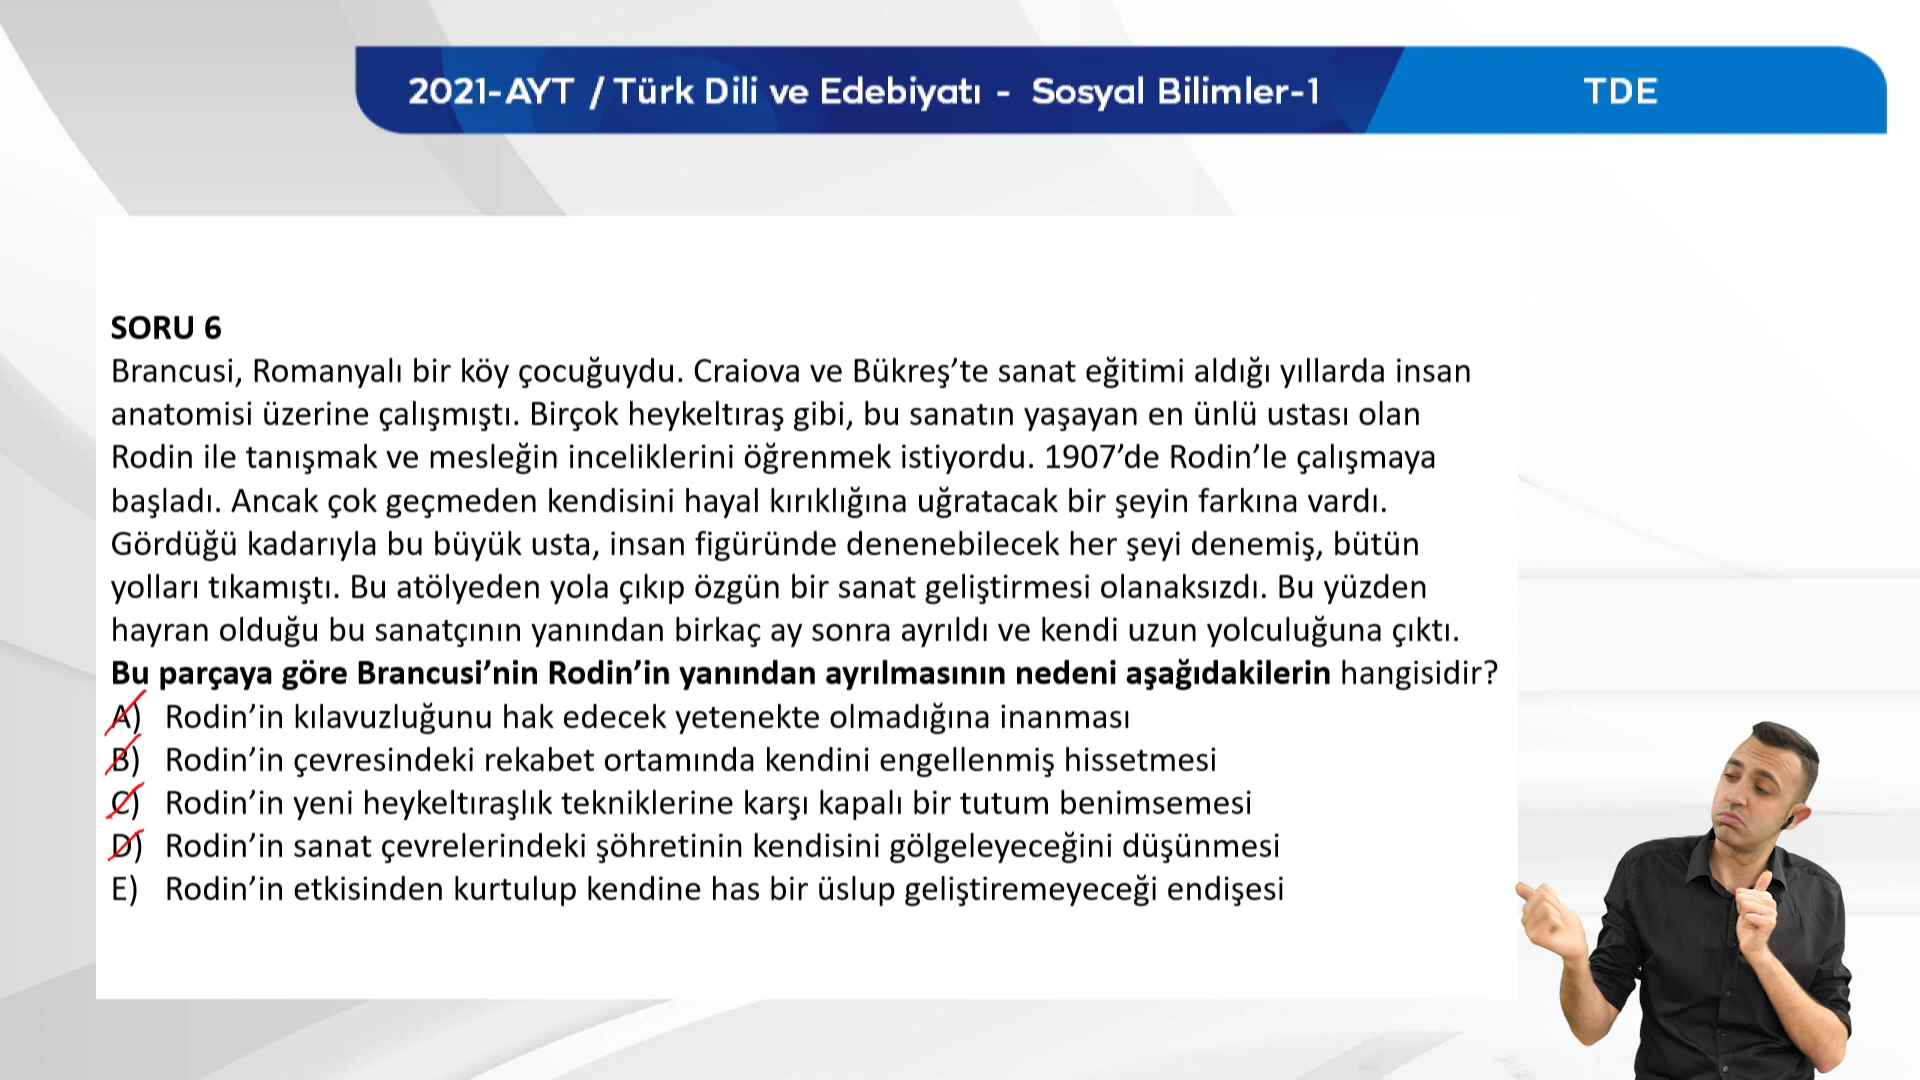 2021-AYT / Türk Dili ve Edebiyatı - Sosyal Bilimler-1 TDE
SORU 6
Brancusi, Romanyalı bir köy çocuğuydu. Craiova ve Bükreş’te sanat eğitimi aldığı yıllarda insan
anatomisi üzerine çalışmıştı. Birçok heykeltıraş gibi, bu sanatın yaşayan en ünlü ustası olan
Rodin ile tanışmak ve mesleğin inceliklerini öğrenmek istiyordu. 1907’de Rodin’le çalışmaya
başladı. Ancak çok geçmeden kendisini hayal kırıklığına uğratacak bir şeyin farkına vardı.
Gördüğü kadarıyla bu büyük usta, insan figüründe denenebilecek her şeyi denemiş, bütün
yolları tıkamıştı. Bu atölyeden yola çıkıp özgün bir sanat geliştirmesi olanaksızdı. Bu yüzden
hayran olduğu bu sanatçının yanından birkaç ay sonra ayrıldı ve kendi uzun yolculuğuna çıktı.
Bu parçaya göre Brancusi’nin Rodin’in yanından ayrılmasının nedeni aşağıdakilerin hangisidir?
A) Rodin’in kılavuzluğunu hak edecek yetenekte olmadığına inanması
B) Rodin’in çevresindeki rekabet ortamında kendini engellenmiş hissetmesi
C) Rodin’in yeni heykeltıraşlık tekniklerine karşı kapalı bir tutum benimsemesi
D) Rodin’in sanat çevrelerindeki şöhretinin kendisini gölgeleyeceğini düşünmesi
E) Rodin’in etkisinden kurtulup kendine has bir üslup geliştiremeyeceği endişesi